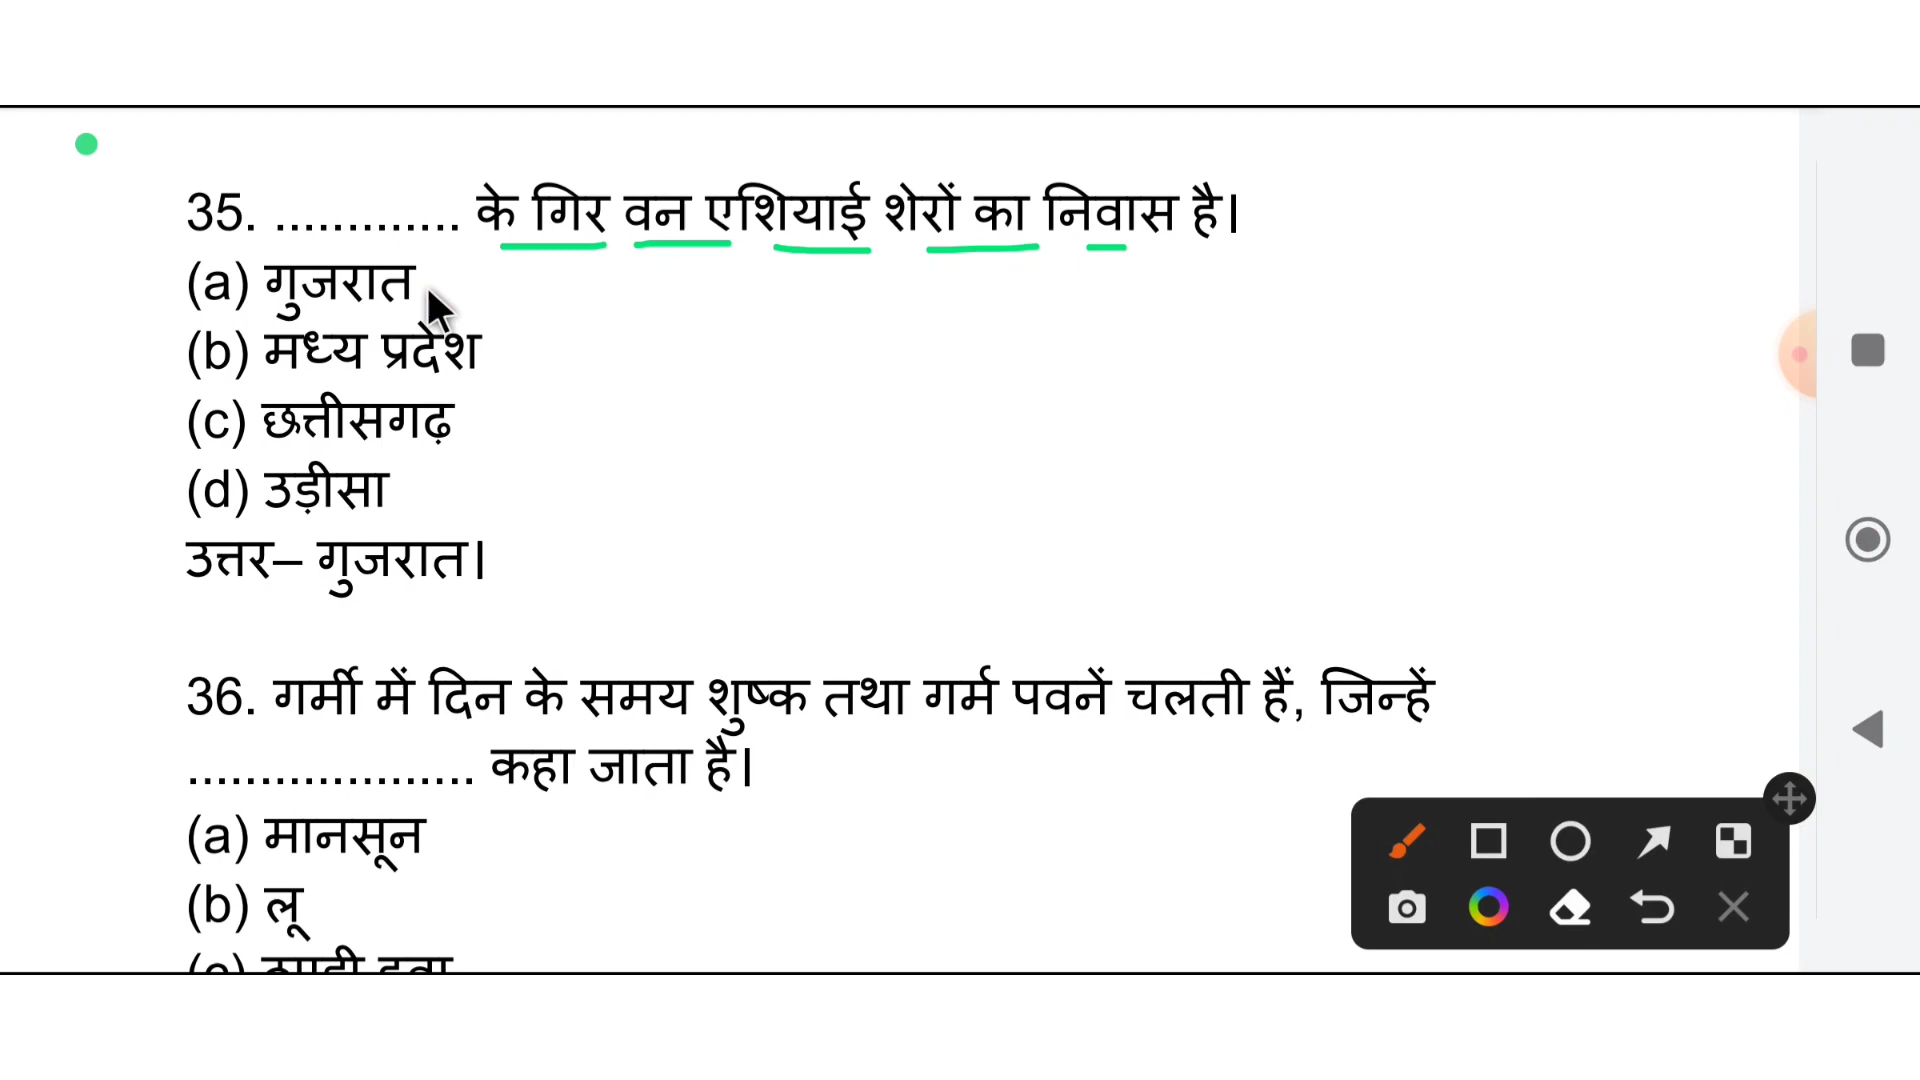 35. ............. के गिर वन एशियाई शेरों का निवास है।
(a) गुजरात
(b) मध्य प्रदेश
(c) छत्तीसगढ़
(d) उड़ीसा
उत्तर– गुजरात।
36. गर्मी में दिन के समय शुष्क तथा गर्म पवनें चलती हैं, जिन्हें
.................... कहा जाता है।
(a) मानसून
(b) लू